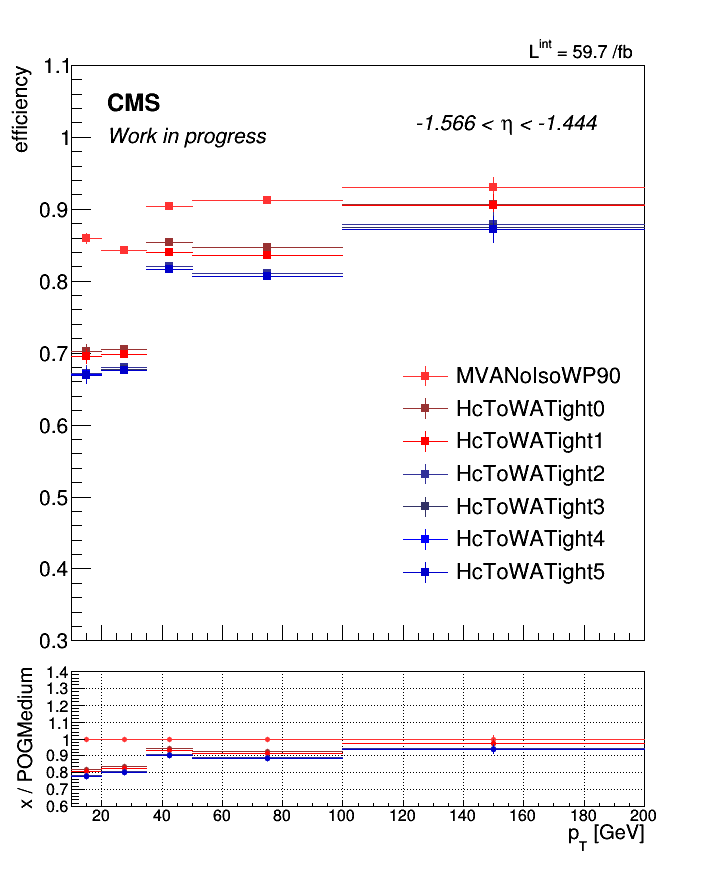 L^int = 59.7 /fb
efficiency
1.1
CMS
Work in progress
-1.566 < η < -1.444
1
0.9
0.8
0.7
0.6
0.5
0.4
0.3
MVANoIsoWP90
HcToWATight0
HcToWATight1
HcToWATight2
HcToWATight3
HcToWATight4
HcToWATight5
x / POGMedium
1.4
1.3
1.2
1.1
1
0.9
0.8
0.7
0.6
20 40 60 80 100 120 140 160 180 200
p_T [GeV]